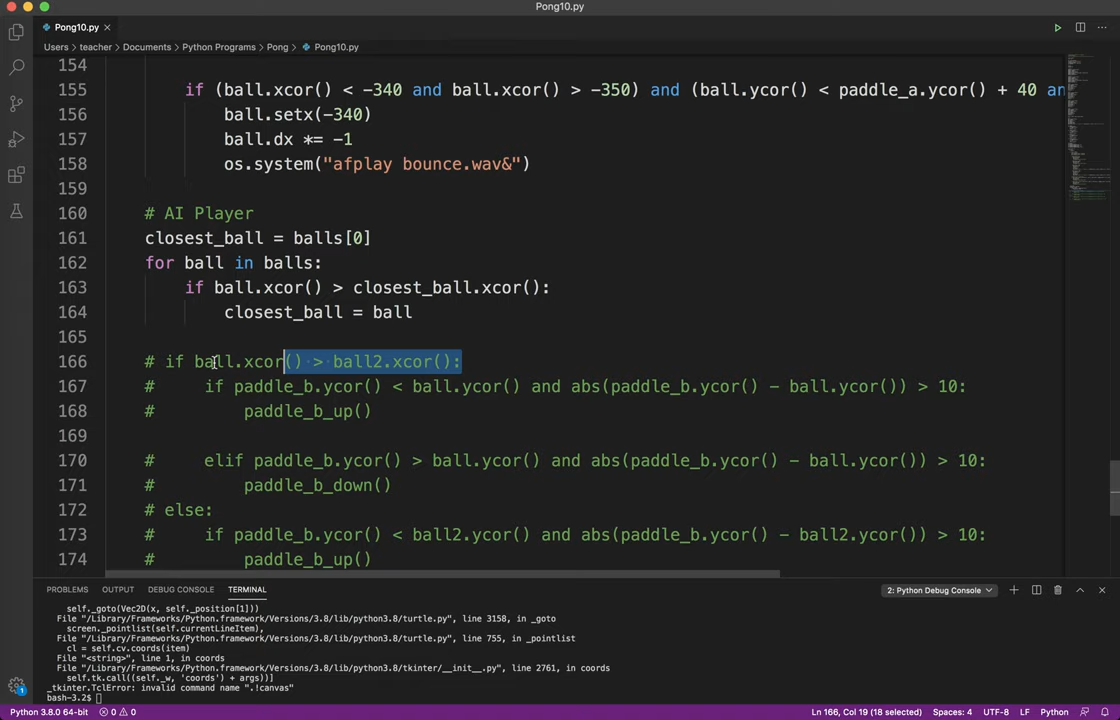 Pong10.py
Pong10.py
Users > teacher > Documents > Python Programs > Pong > Pong10.py
154
155 if (ball.xcor() < -340 and ball.xcor() > -350) and (ball.ycor() < paddle_a.ycor() + 40 an
156 ball.setx(-340)
157 ball.dx *= -1
158 os.system("afplay bounce.wav&")
159
160 # AI Player
161 closest_ball = balls[0]
162 for ball in balls:
163 if ball.xcor() > closest_ball.xcor():
164 closest_ball = ball
165
166 # if ball.xcor() > ball2.xcor():
167 # if paddle_b.ycor() < ball.ycor() and abs(paddle_b.ycor() - ball.ycor()) > 10:
168 # paddle_b_up()
169 #
170 # elif paddle_b.ycor() > ball.ycor() and abs(paddle_b.ycor() - ball.ycor()) > 10:
171 # paddle_b_down()
172 # else:
173 # if paddle_b.ycor() < ball2.ycor() and abs(paddle_b.ycor() - ball2.ycor()) > 10:
174 # paddle_b_up()
PROBLEMS OUTPUT DEBUG CONSOLE TERMINAL 2: Python Debug Console
self._goto(Vec2D(x, self._position[1]))
File "/Library/Frameworks/Python.framework/Versions/3.8/lib/python3.8/turtle.py", line 3158, in _goto
screen._pointlist(self.currentLineItem),
File "/Library/Frameworks/Python.framework/Versions/3.8/lib/python3.8/turtle.py", line 755, in _pointlist
cl = self.cv.coords(item)
File "<string>", line 1, in coords
File "/Library/Frameworks/Python.framework/Versions/3.8/lib/python3.8/tkinter/__init__.py", line 2761, in coords
self.tk.call((self._w, 'coords') + args))]
_tkinter.TclError: invalid command name ".!canvas"
bash-3.2$
1
Python 3.8.0 64-bit 0 0 Ln 166, Col 19 (18 selected) Spaces: 4 UTF-8 LF Python